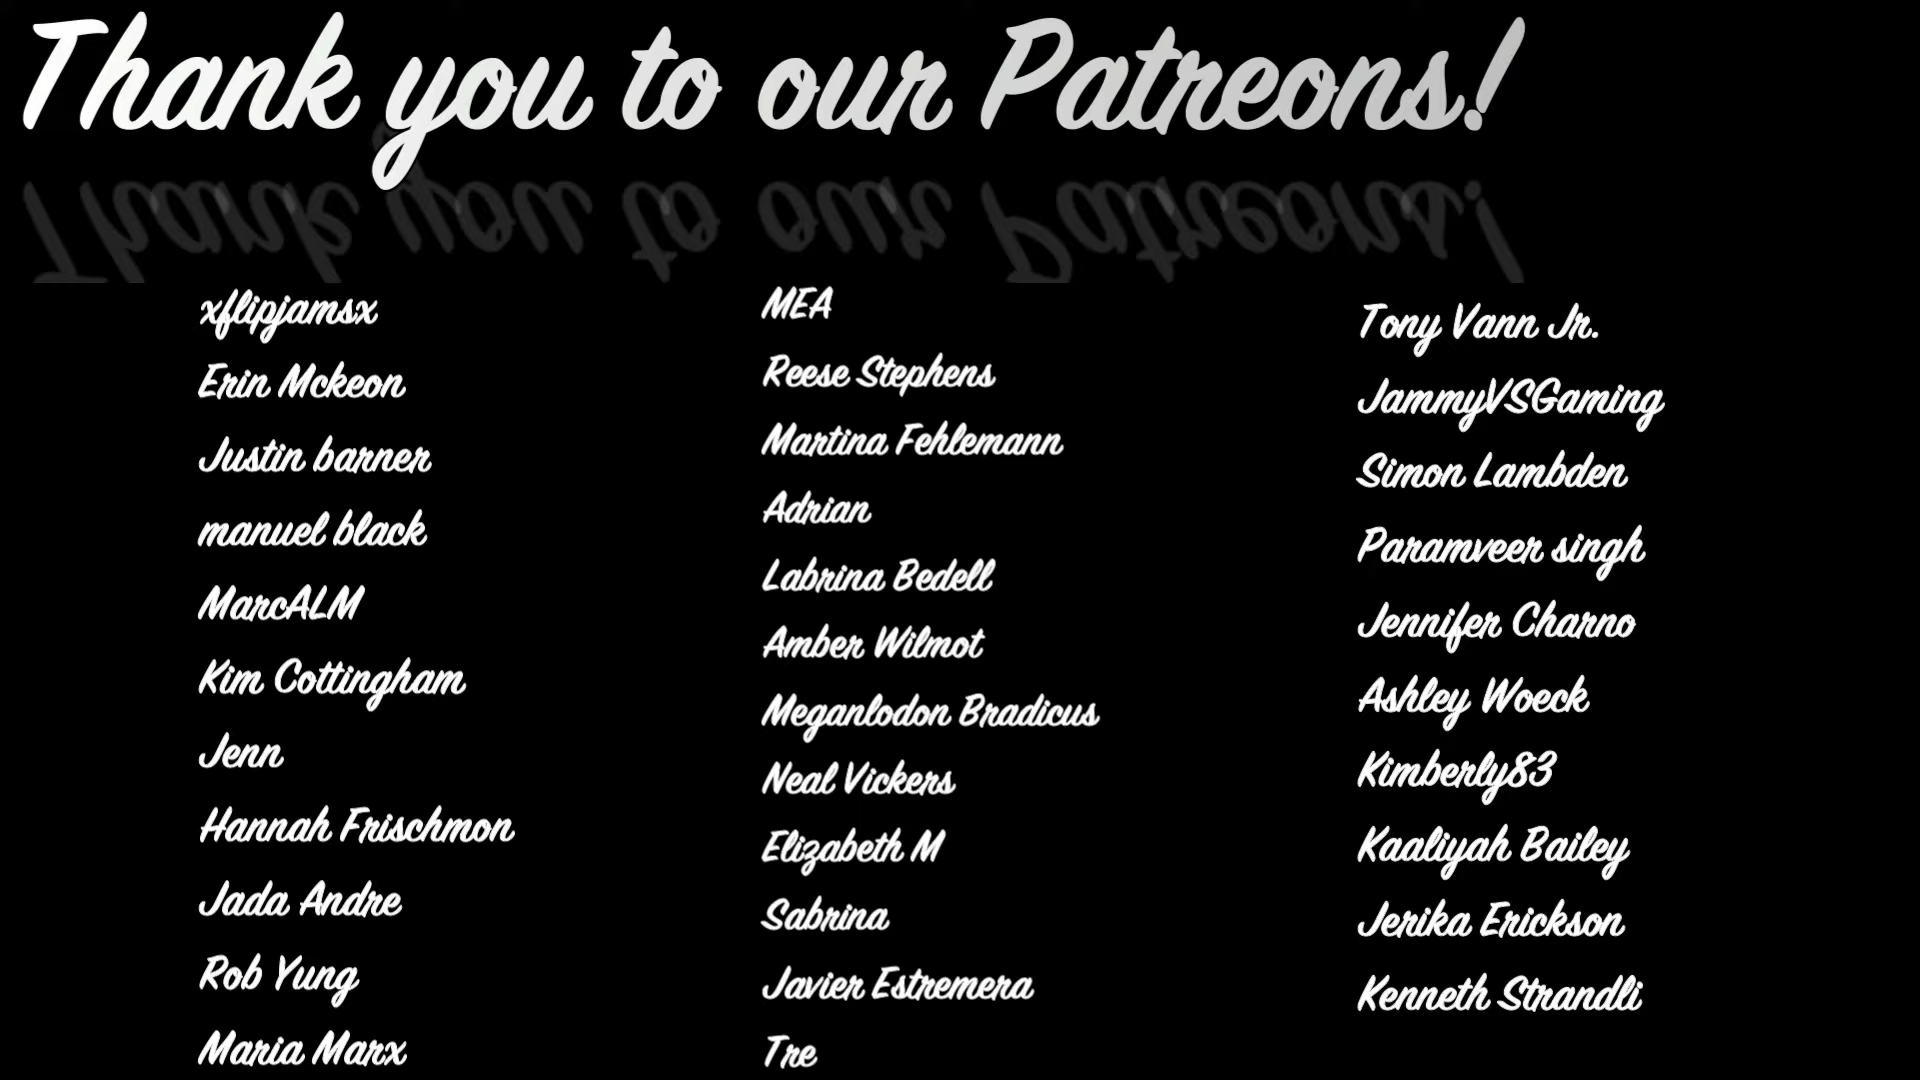 Thank you to our Patreons!
xflipjamsx
Erin Mckeon
Justin barner
manuel black
MarcALM
Kim Cottingham
Jenn
Hannah Frischmon
Jada Andre
Rob Yung
Maria Marx
MEA
Reese Stephens
Martina Fehlemann
Adrian
Labrina Bedell
Amber Wilmot
Meganlodon Bradicus
Neal Vickers
Elizabeth M
Sabrina
Javier Estremera
Tre
Tony Vann Jr.
JammyVSGaming
Simon Lambden
Paramveer singh
Jennifer Charno
Ashley Woeck
Kimberly83
Kaaliyah Bailey
Jerika Erickson
Kenneth Strandli